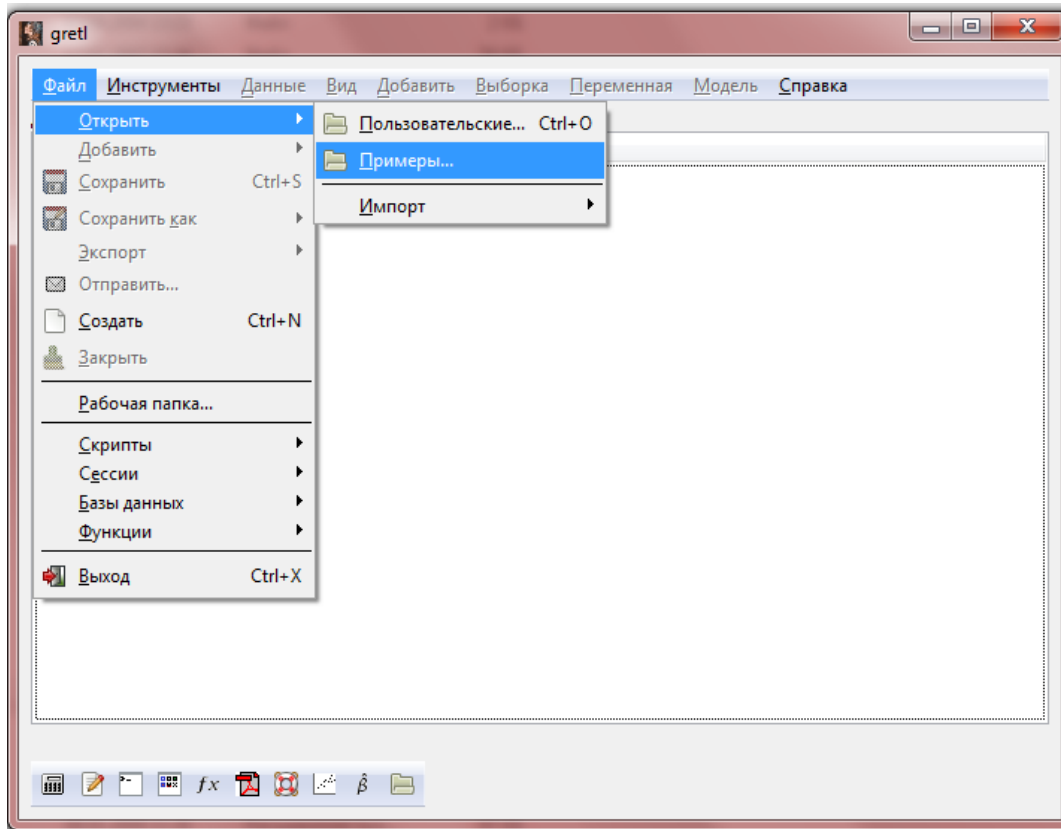 gretl
Файл Инструменты Данные Вид Добавить Выборка Переменная Модель Справка
Открыть
Добавить
Сохранить Ctrl+S
Сохранить как
Экспорт
Отправить...
Создать Ctrl+N
Закрыть
Рабочая папка...
Скрипты
Сессии
Базы данных
Функции
Выход Ctrl+X
Пользовательские... Ctrl+O
Примеры...
Импорт
fx β̂